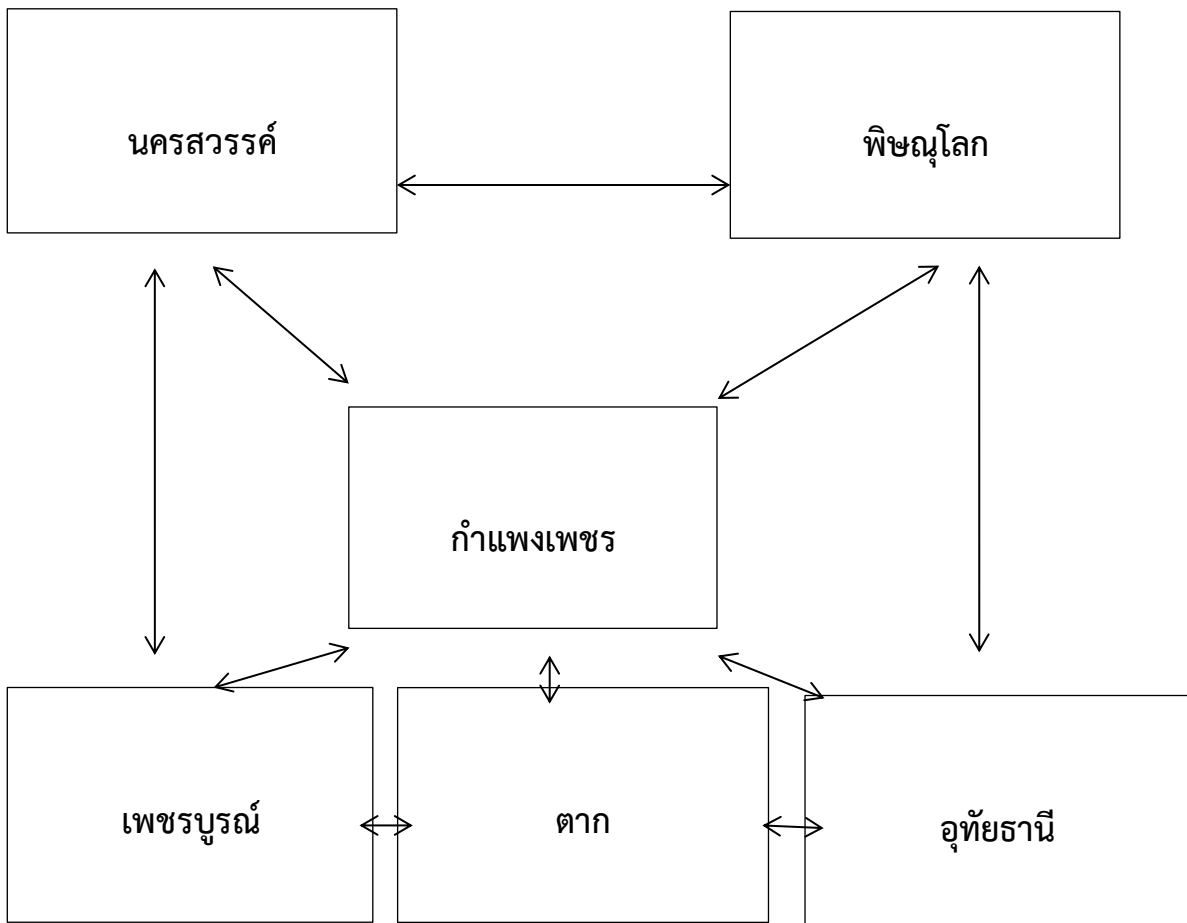 นครสวรรค์
พิษณุโลก
กำแพงเพชร
เพชรบูรณ์
ตาก
อุทัยธานี